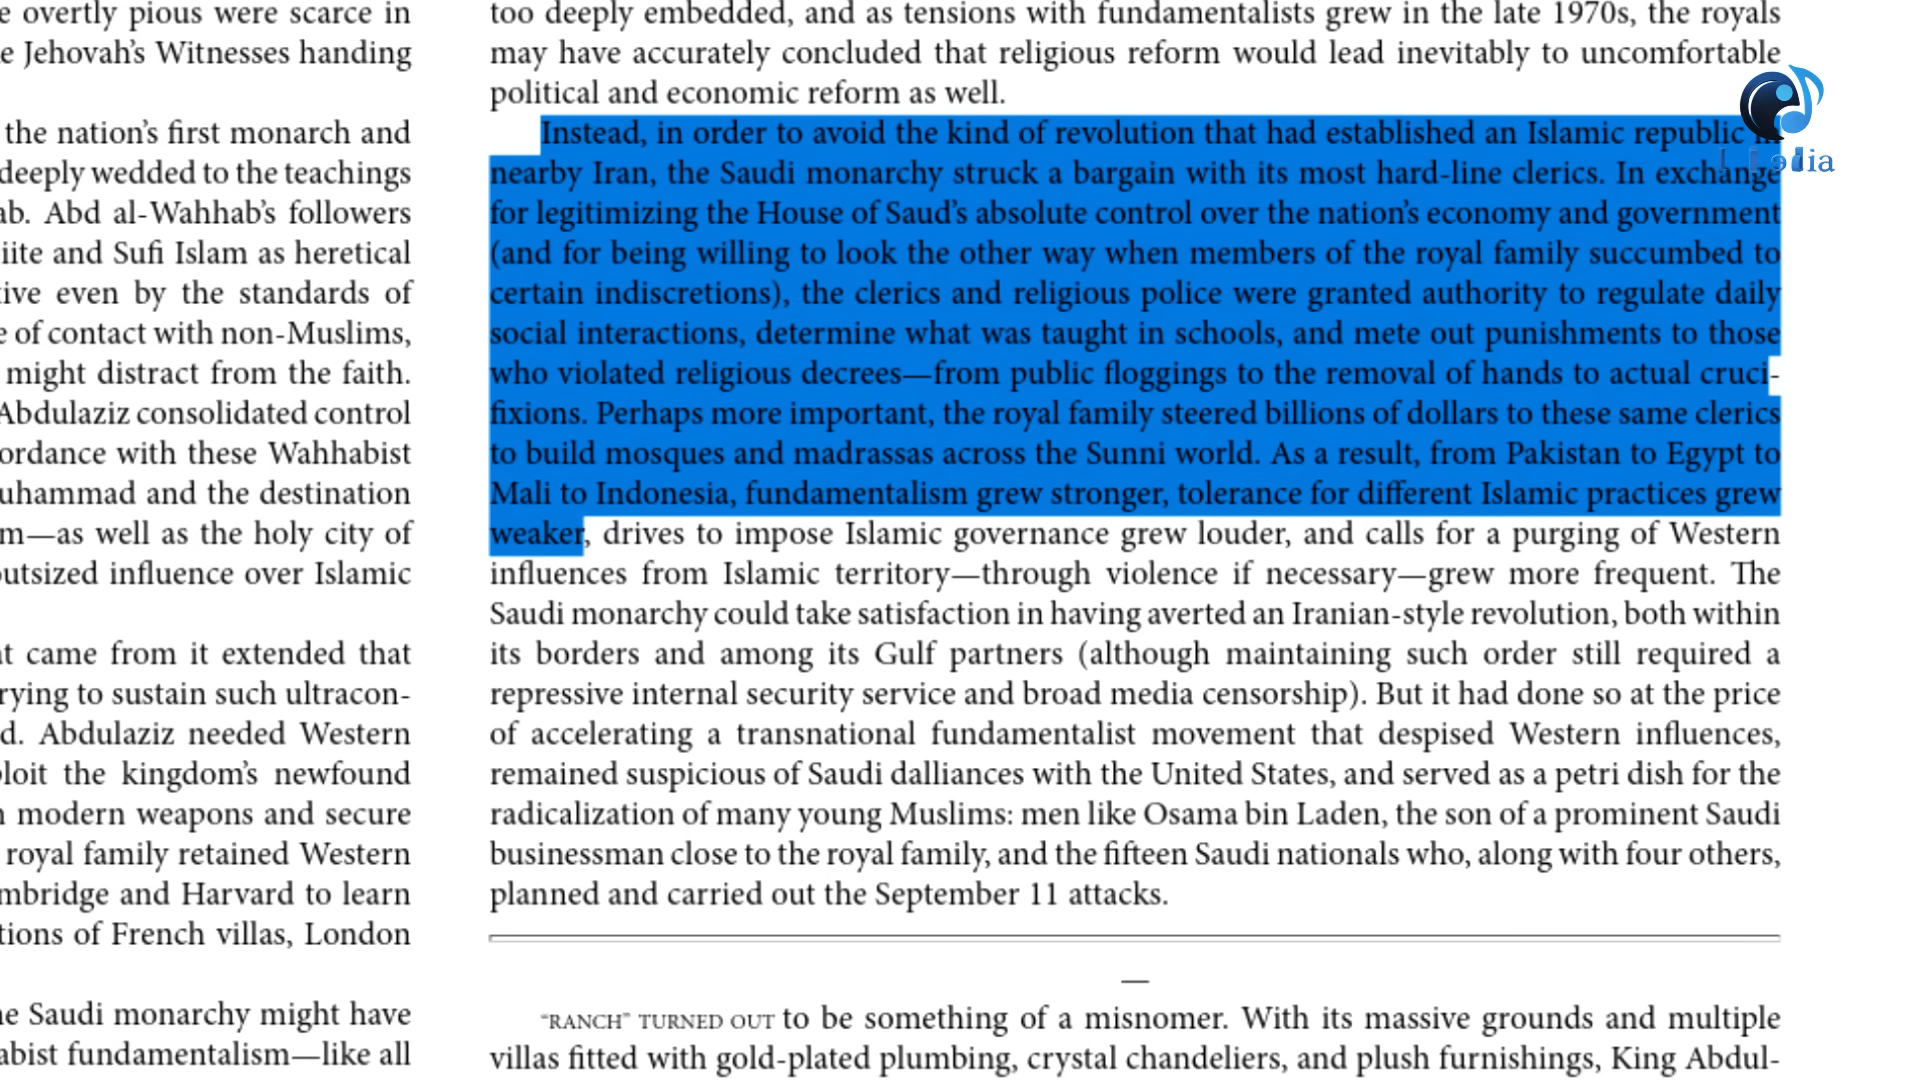 e overtly pious were scarce in
e Jehovah's Witnesses handing
the nation's first monarch and
deeply wedded to the teachings
ab. Abd al-Wahhab's followers
iite and Sufi Islam as heretical
ive even by the standards of
e of contact with non-Muslims,
might distract from the faith.
Abdulaziz consolidated control
ordance with these Wahhabist
uhammad and the destination
m—as well as the holy city of
outsized influence over Islamic
at came from it extended that
rying to sustain such ultracon-
d. Abdulaziz needed Western
loit the kingdom's newfound
n modern weapons and secure
royal family retained Western
mbridge and Harvard to learn
tions of French villas, London
he Saudi monarchy might have
abist fundamentalism—like all
too deeply embedded, and as tensions with fundamentalists grew in the late 1970s, the royals
may have accurately concluded that religious reform would lead inevitably to uncomfortable
political and economic reform as well.
Instead, in order to avoid the kind of revolution that had established an Islamic republic
nearby Iran, the Saudi monarchy struck a bargain with its most hard-line clerics. In exchange
for legitimizing the House of Saud's absolute control over the nation's economy and government
(and for being willing to look the other way when members of the royal family succumbed to
certain indiscretions), the clerics and religious police were granted authority to regulate daily
social interactions, determine what was taught in schools, and mete out punishments to those
who violated religious decrees—from public floggings to the removal of hands to actual cruci-
fixions. Perhaps more important, the royal family steered billions of dollars to these same clerics
to build mosques and madrassas across the Sunni world. As a result, from Pakistan to Egypt to
Mali to Indonesia, fundamentalism grew stronger, tolerance for different Islamic practices grew
weaker, drives to impose Islamic governance grew louder, and calls for a purging of Western
influences from Islamic territory—through violence if necessary—grew more frequent. The
Saudi monarchy could take satisfaction in having averted an Iranian-style revolution, both within
its borders and among its Gulf partners (although maintaining such order still required a
repressive internal security service and broad media censorship). But it had done so at the price
of accelerating a transnational fundamentalist movement that despised Western influences,
remained suspicious of Saudi dalliances with the United States, and served as a petri dish for the
radicalization of many young Muslims: men like Osama bin Laden, the son of a prominent Saudi
businessman close to the royal family, and the fifteen Saudi nationals who, along with four others,
planned and carried out the September 11 attacks.
—
"RANCH" TURNED OUT to be something of a misnomer. With its massive grounds and multiple
villas fitted with gold-plated plumbing, crystal chandeliers, and plush furnishings, King Abdul-